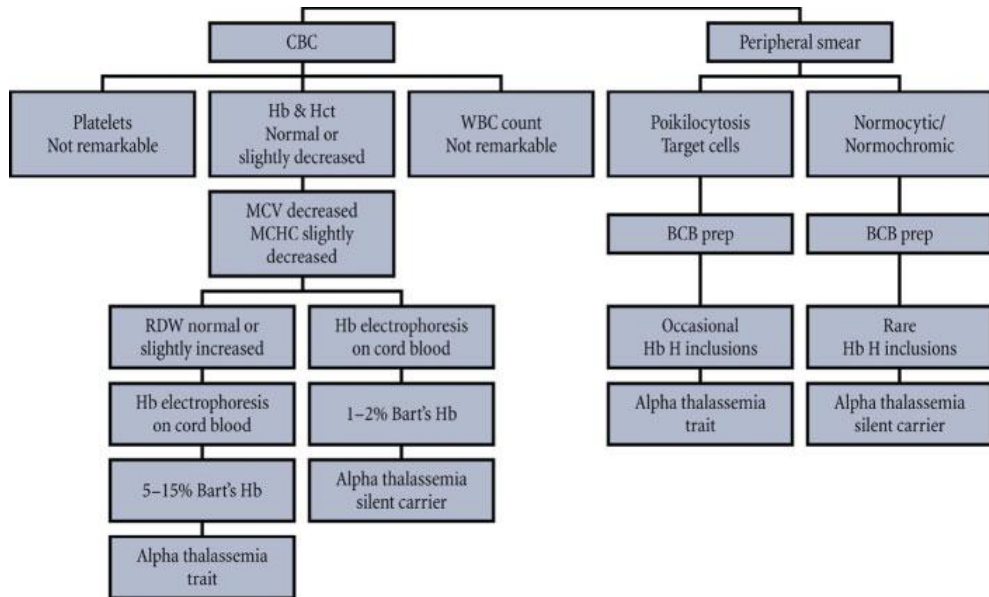 CBC
Peripheral smear
Platelets
Not remarkable
Hb & Hct
Normal or
slightly decreased
WBC count
Not remarkable
Poikilocytosis
Target cells
Normocytic/
Normochromic
MCV decreased
MCHC slightly
decreased
BCB prep
BCB prep
RDW normal or
slightly increased
Hb electrophoresis
on cord blood
Occasional
Hb H inclusions
Rare
Hb H inclusions
Hb electrophoresis
on cord blood
1–2% Bart's Hb
Alpha thalassemia
trait
Alpha thalassemia
silent carrier
5–15% Bart's Hb
Alpha thalassemia
silent carrier
Alpha thalassemia
trait